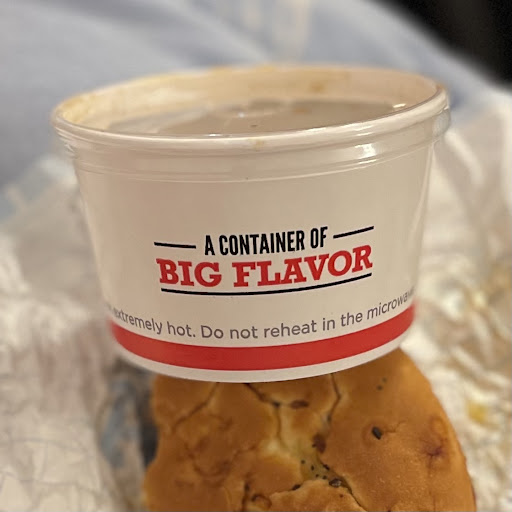 A CONTAINER OF
BIG FLAVOR
extremely hot. Do not reheat in the microwave